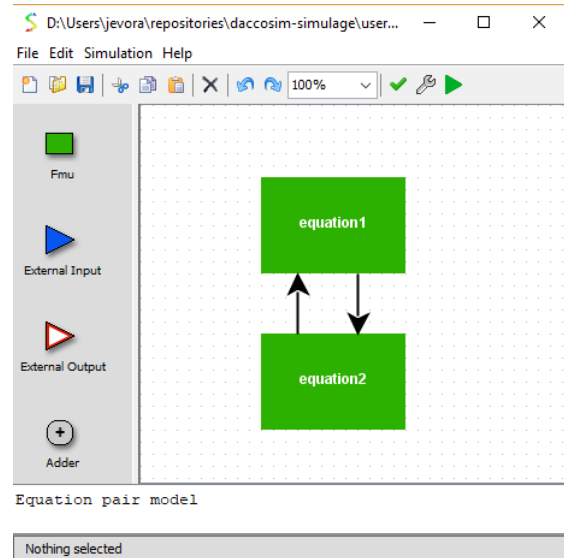 D:\Users\jevora\repositories\daccosim-simulage\user...
File Edit Simulation Help
100%
Fmu
External Input
External Output
+
Adder
equation1
equation2
Equation pair model
Nothing selected